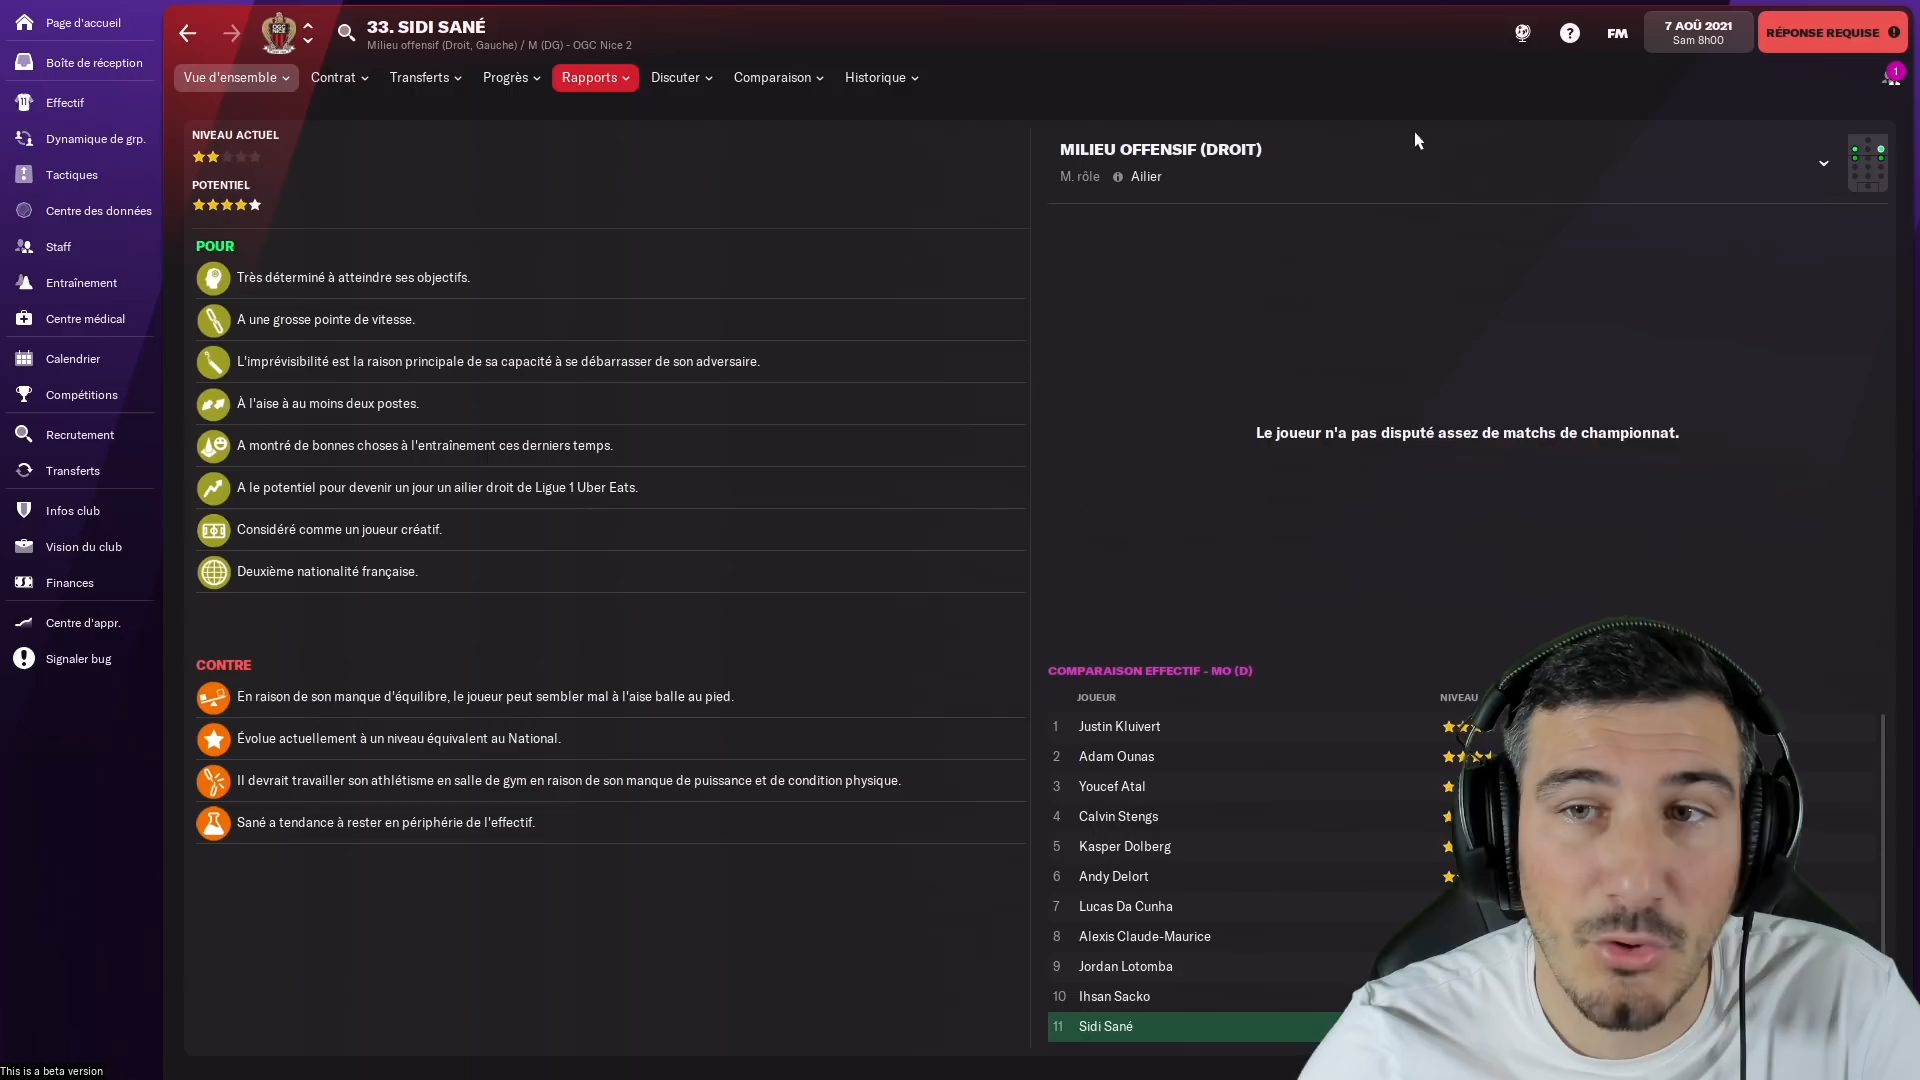 Page d'accueil
Boîte de réception
Effectif
Dynamique de grp.
Tactiques
Centre des données
Staff
Entraînement
Centre médical
Calendrier
Compétitions
Recrutement
Transferts
Infos club
Vision du club
Finances
Centre d'appr.
Signaler bug
This is a beta version
33. SIDI SANÉ
Milieu offensif (Droit, Gauche) / M (DG) - OGC Nice 2
FM
7 AOÛ 2021
Sam 8h00
RÉPONSE REQUISE
1
Vue d'ensemble
Contrat
Transferts
Progrès
Rapports
Discuter
Comparaison
Historique
NIVEAU ACTUEL
POTENTIEL
POUR
Très déterminé à atteindre ses objectifs.
A une grosse pointe de vitesse.
L'imprévisibilité est la raison principale de sa capacité à se débarrasser de son adversaire.
À l'aise à au moins deux postes.
A montré de bonnes choses à l'entraînement ces derniers temps.
A le potentiel pour devenir un jour un ailier droit de Ligue 1 Uber Eats.
Considéré comme un joueur créatif.
Deuxième nationalité française.
CONTRE
En raison de son manque d'équilibre, le joueur peut sembler mal à l'aise balle au pied.
Évolue actuellement à un niveau équivalent au National.
Il devrait travailler son athlétisme en salle de gym en raison de son manque de puissance et de condition physique.
Sané a tendance à rester en périphérie de l'effectif.
MILIEU OFFENSIF (DROIT)
M. rôle Ailier
Le joueur n'a pas disputé assez de matchs de championnat.
COMPARAISON EFFECTIF - MO (D)
JOUEUR NIVEAU
1 Justin Kluivert
2 Adam Ounas
3 Youcef Atal
4 Calvin Stengs
5 Kasper Dolberg
6 Andy Delort
7 Lucas Da Cunha
8 Alexis Claude-Maurice
9 Jordan Lotomba
10 Ihsan Sacko
11 Sidi Sané